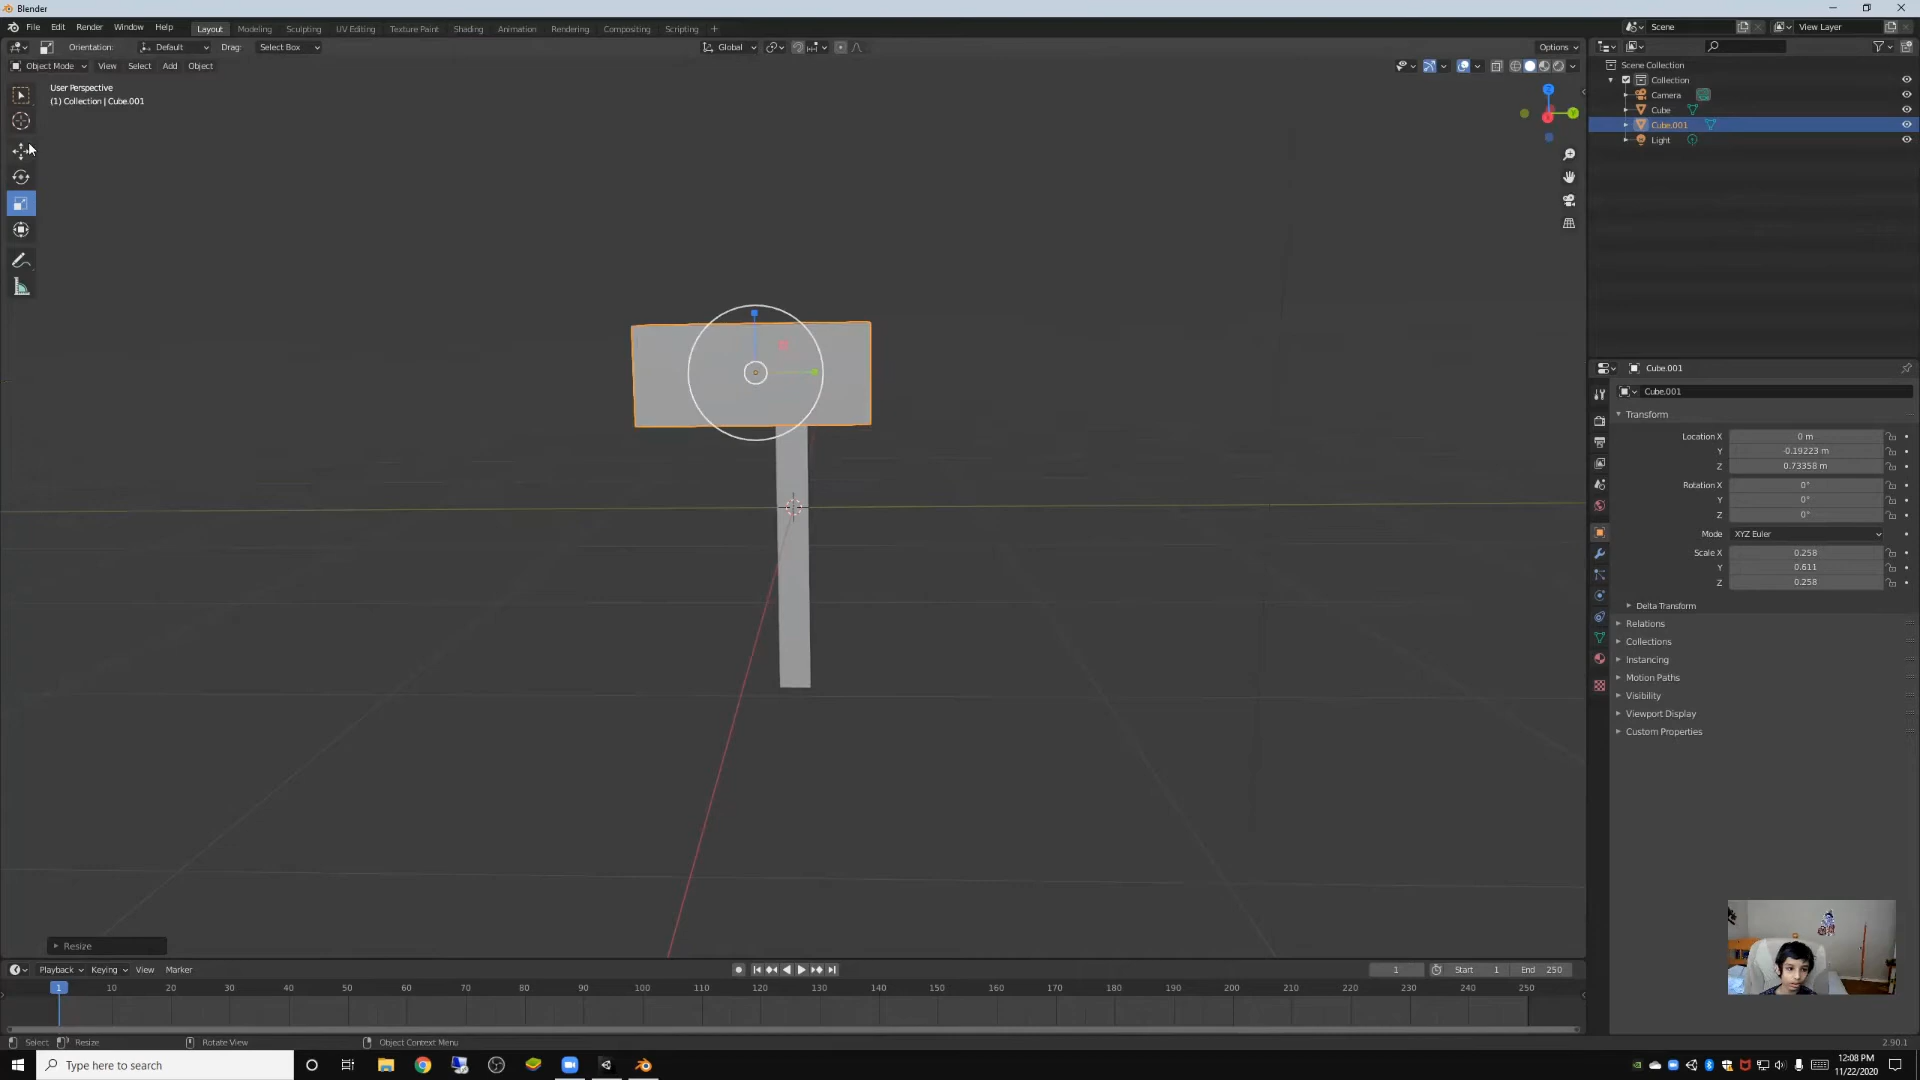 Blender
File Edit Render Window Help Layout Modeling Sculpting UV Editing Texture Paint Shading Animation Rendering Compositing Scripting Scene View Layer
Orientation: Default Drag: Select Box Global Options
Object Mode View Select Add Object
User Perspective
(1) Collection | Cube.001
Scene Collection
Collection
Camera
Cube
Cube.001
Light
Z
Y
Cube.001
Cube.001
Transform
Location X 0 m
Y -0.19223 m
Z 0.73358 m
Rotation X 0°
Y 0°
Z 0°
Mode XYZ Euler
Scale X 0.258
Y 0.611
Z 0.258
Delta Transform
Relations
Collections
Instancing
Motion Paths
Visibility
Viewport Display
Custom Properties
Resize
Playback Keying View Marker 1 Start 1 End 250
1 10 20 30 40 50 60 70 80 90 100 110 120 130 140 150 160 170 180 190 200 210 220 230 240 250
Select Resize Rotate View Object Context Menu 2.90.1
Type here to search
12:08 PM
11/22/2020